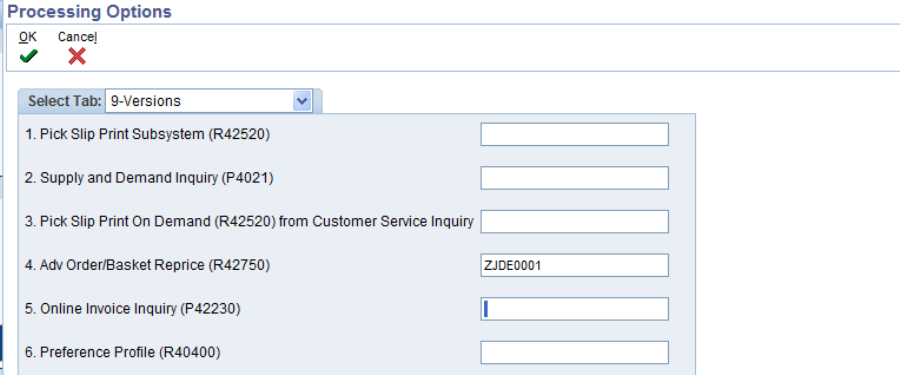 Processing Options
OK Cancel
Select Tab: 9-Versions
1. Pick Slip Print Subsystem (R42520)
2. Supply and Demand Inquiry (P4021)
3. Pick Slip Print On Demand (R42520) from Customer Service Inquiry
4. Adv Order/Basket Reprice (R42750) ZJDE0001
5. Online Invoice Inquiry (P42230)
6. Preference Profile (R40400)